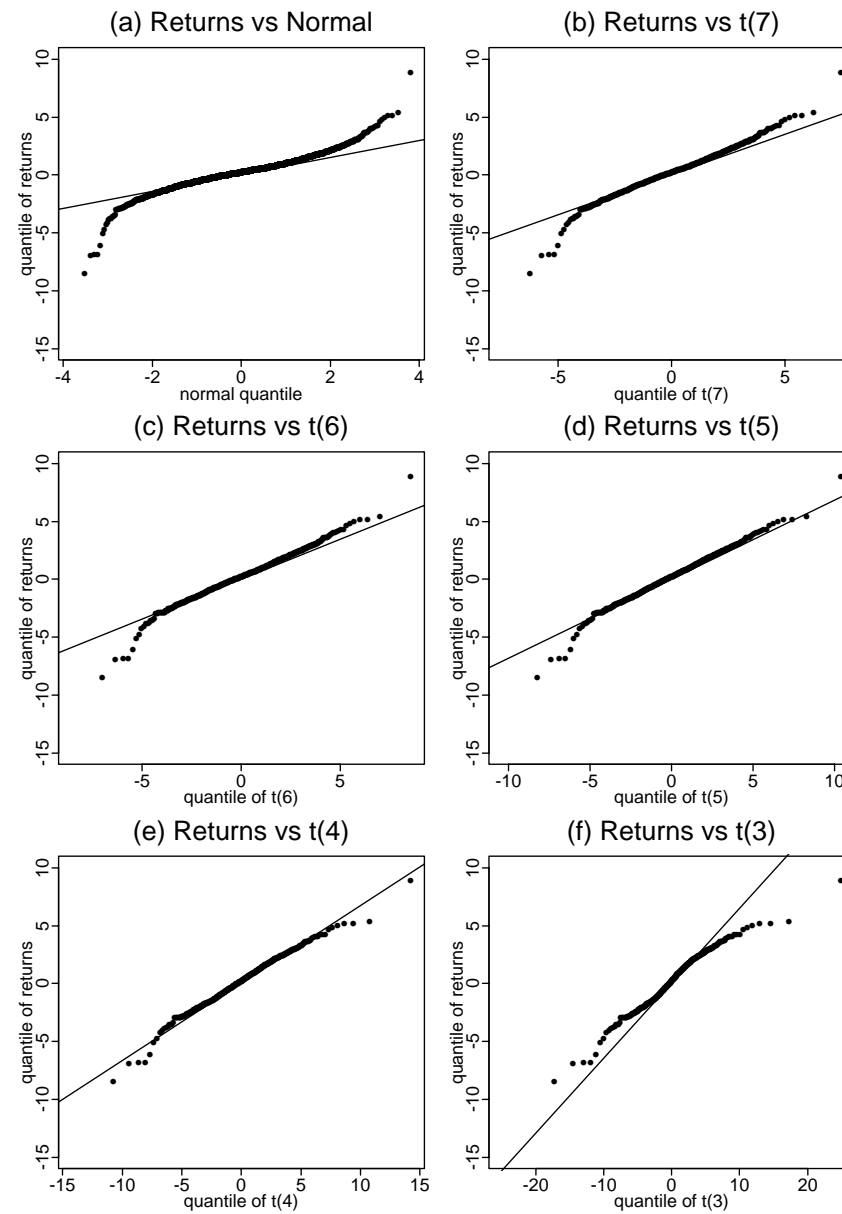 (a) Returns vs Normal
quantile of returns
-15 -10 -5 0 5 10
-4 -2 0 2 4
normal quantile
(b) Returns vs t(7)
quantile of returns
-15 -10 -5 0 5 10
-5 0 5
quantile of t(7)
(c) Returns vs t(6)
quantile of returns
-15 -10 -5 0 5 10
-5 0 5
quantile of t(6)
(d) Returns vs t(5)
quantile of returns
-15 -10 -5 0 5 10
-10 -5 0 5 10
quantile of t(5)
(e) Returns vs t(4)
quantile of returns
-15 -10 -5 0 5 10
-15 -10 -5 0 5 10 15
quantile of t(4)
(f) Returns vs t(3)
quantile of returns
-15 -10 -5 0 5 10
-20 -10 0 10 20
quantile of t(3)